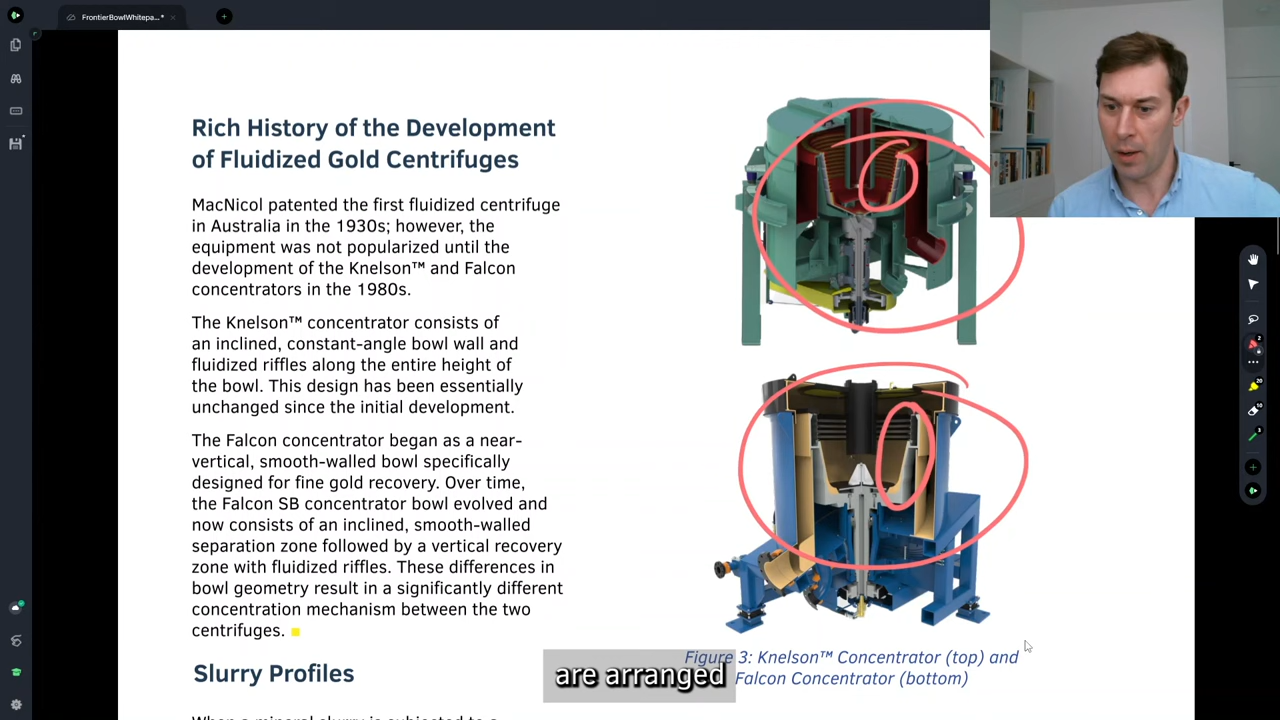 FrontierBowlWhitepa...*
Rich History of the Development
of Fluidized Gold Centrifuges
MacNicol patented the first fluidized centrifuge
in Australia in the 1930s; however, the
equipment was not popularized until the
development of the Knelson™ and Falcon
concentrators in the 1980s.
The Knelson™ concentrator consists of
an inclined, constant-angle bowl wall and
fluidized riffles along the entire height of
the bowl. This design has been essentially
unchanged since the initial development.
The Falcon concentrator began as a near-
vertical, smooth-walled bowl specifically
designed for fine gold recovery. Over time,
the Falcon SB concentrator bowl evolved and
now consists of an inclined, smooth-walled
separation zone followed by a vertical recovery
zone with fluidized riffles. These differences in
bowl geometry result in a significantly different
concentration mechanism between the two
centrifuges.
Figure 3: Knelson™ Concentrator (top) and
Falcon Concentrator (bottom)
are arranged
Slurry Profiles
When a mineral slurry is subjected to a